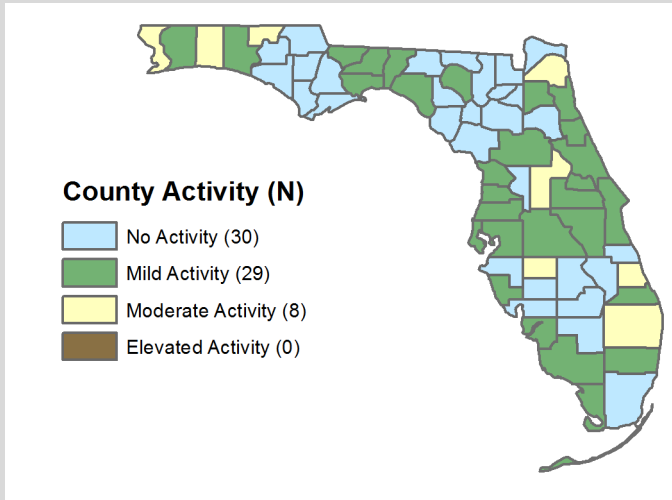 County Activity (N)
No Activity (30)
Mild Activity (29)
Moderate Activity (8)
Elevated Activity (0)